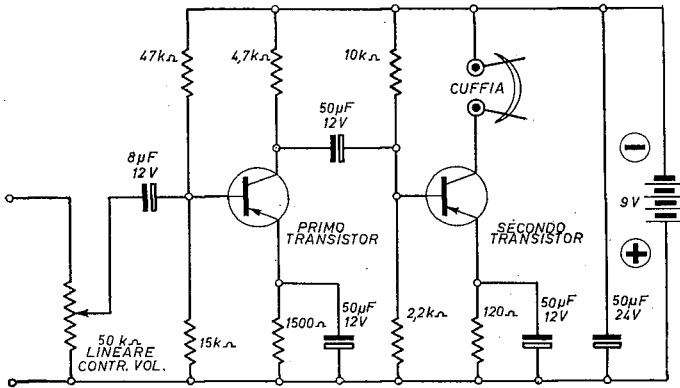 47kΩ
4,7kΩ
10kΩ
CUFFIA
50µF
12V
8µF
12V
9V
PRIMO
TRANSISTOR
SECONDO
TRANSISTOR
50 kΩ
LINEARE
CONTR. VOL.
15kΩ
1500Ω
50µF
12V
2,2kΩ
120Ω
50µF
12V
50µF
24V